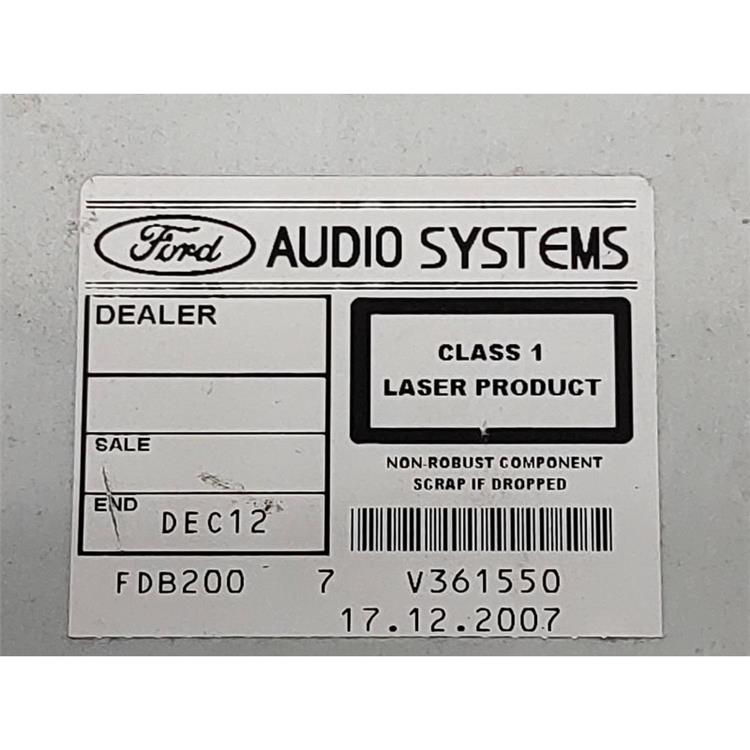 Ford AUDIO SYSTEMS
DEALER
SALE
END DEC12
CLASS 1
LASER PRODUCT
NON-ROBUST COMPONENT
SCRAP IF DROPPED
FDB200 7 V361550
17.12.2007